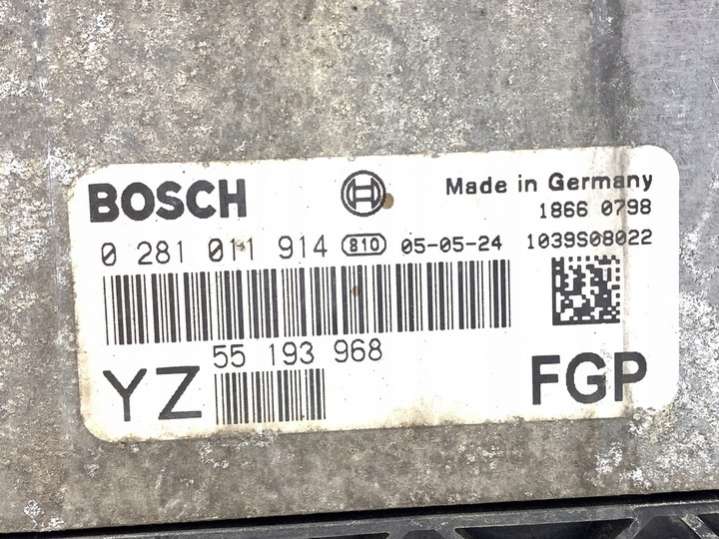 BOSCH
Made in Germany
1866 0798
0 281 011 914 810 05-05-24 1039S08022
55 193 968
YZ
FGP